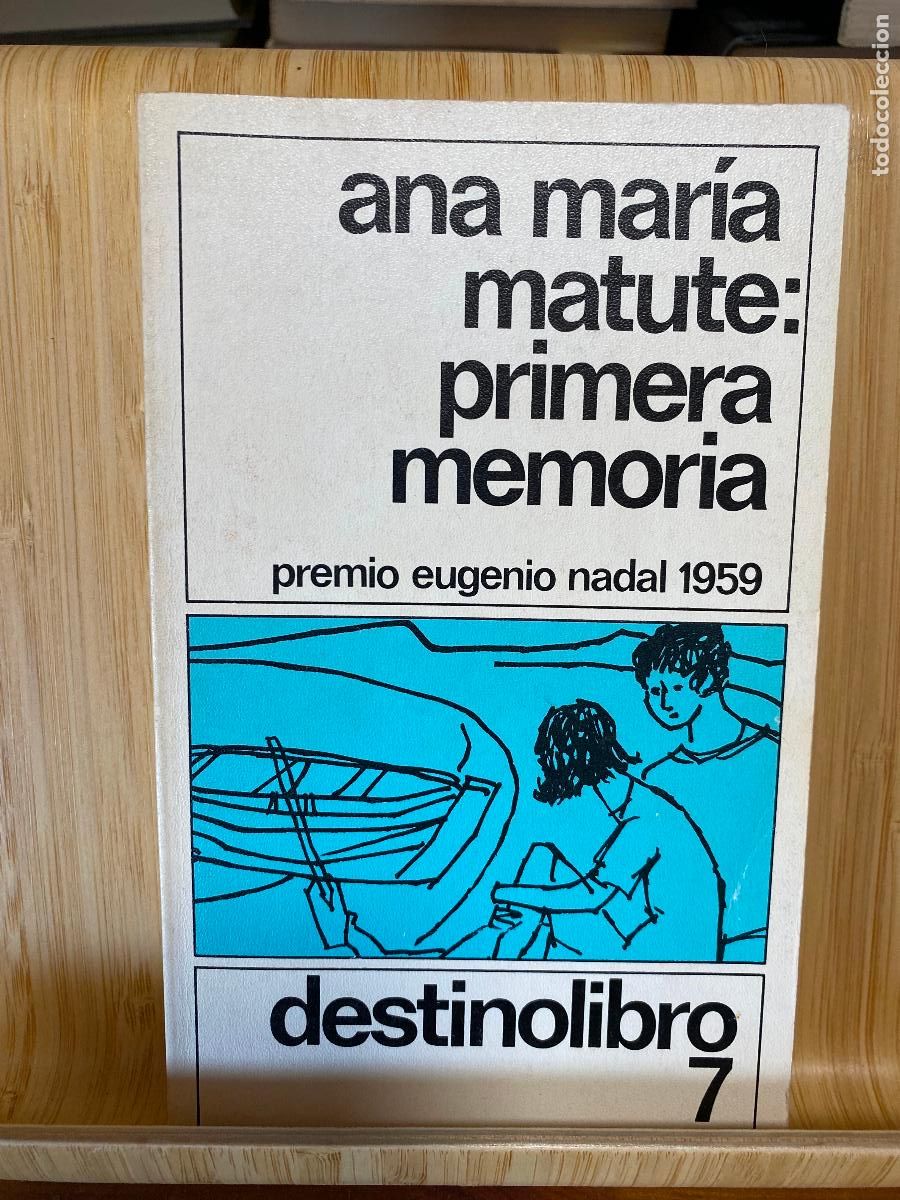 ana maría
matute:
primera
memoria
premio eugenio nadal 1959
destinolibro
7
todocoleccion